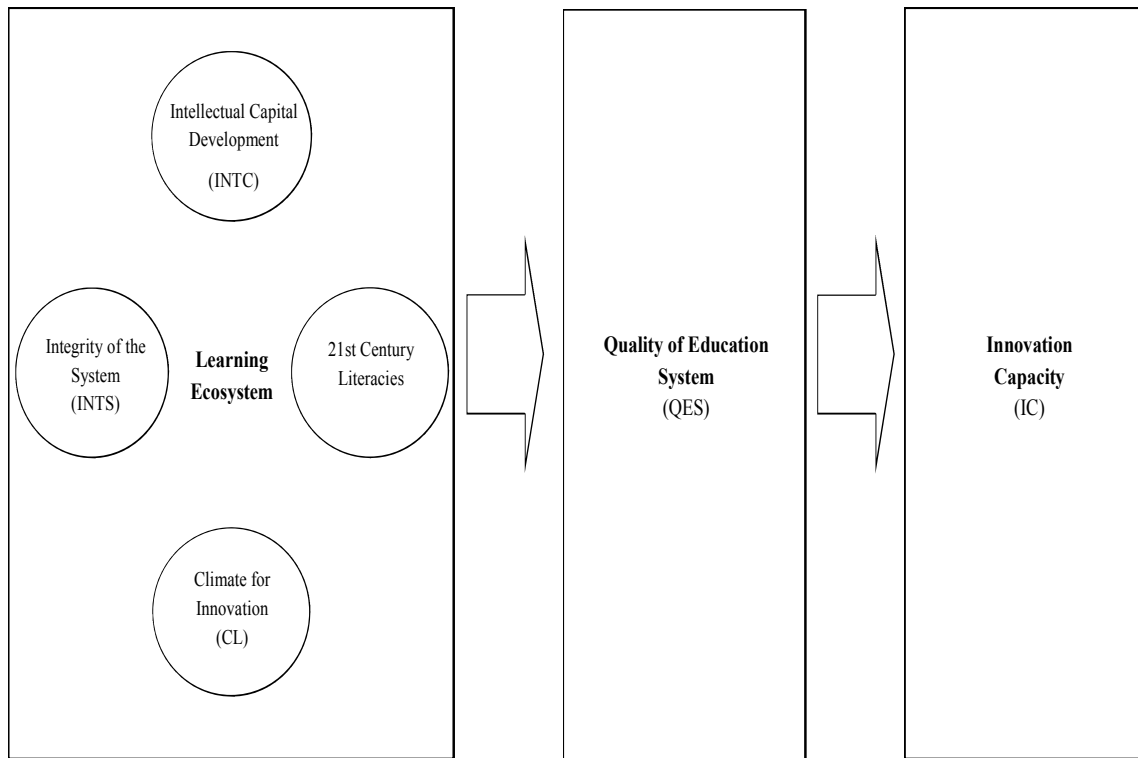 Intellectual Capital
Development
(INTC)
Integrity of the
System
(INTS)
Learning
Ecosystem
21st Century
Literacies
Climate for
Innovation
(CL)
Quality of Education
System
(QES)
Innovation
Capacity
(IC)